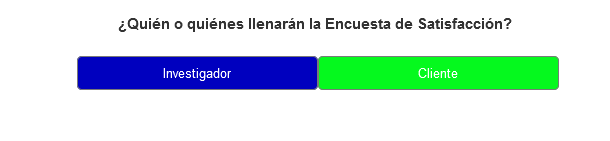 ¿Quién o quiénes llenarán la Encuesta de Satisfacción?
Investigador
Cliente